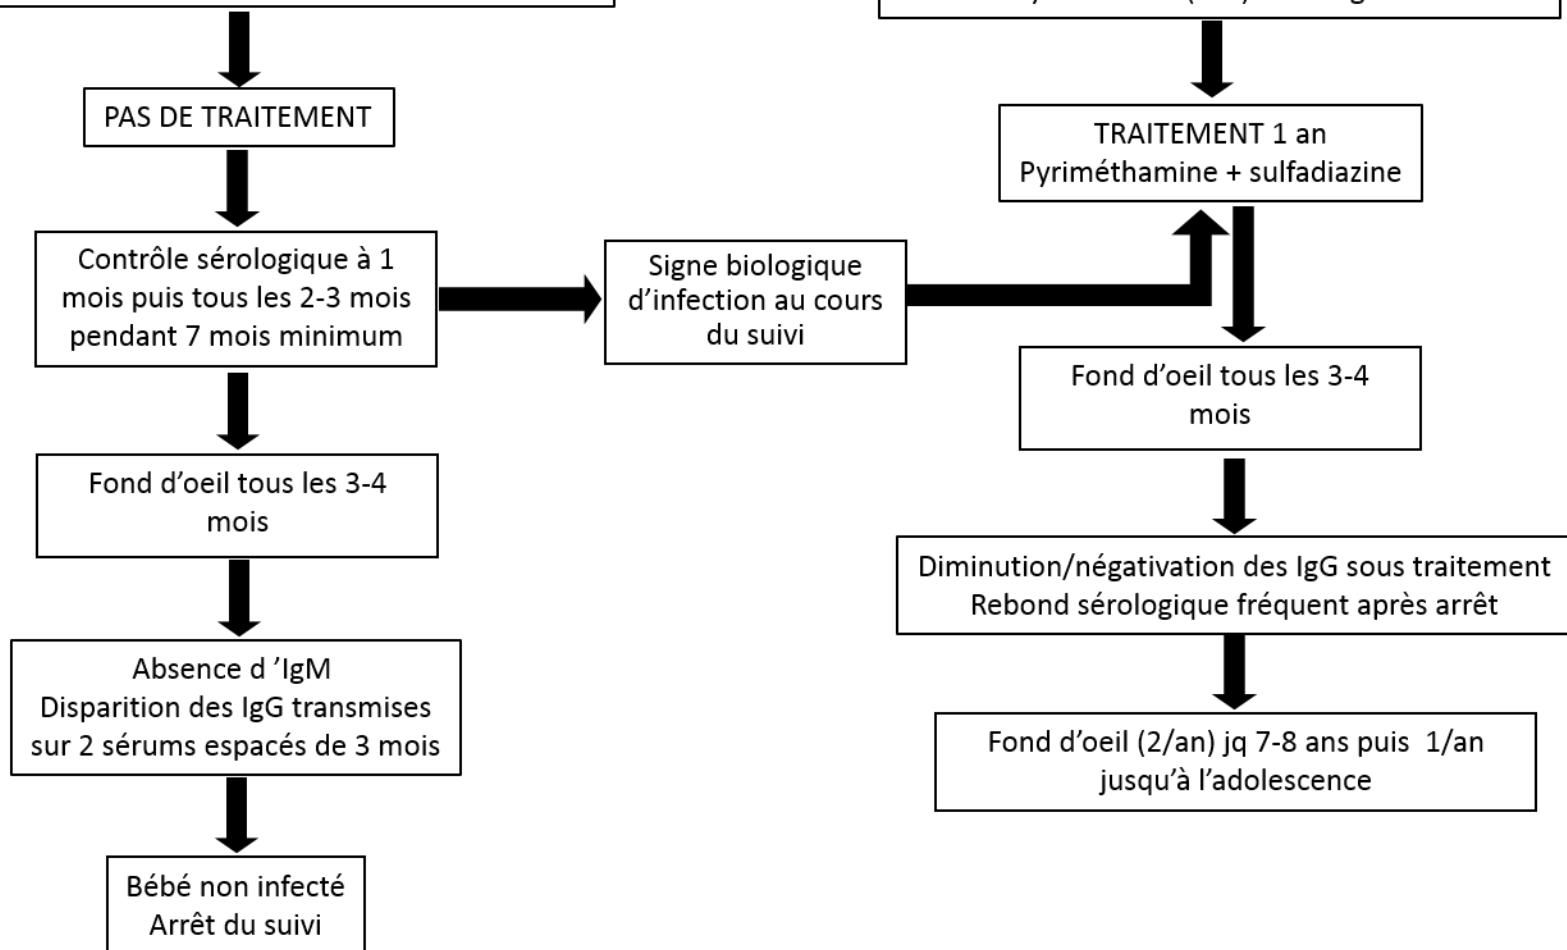 PAS DE TRAITEMENT
Contrôle sérologique à 1
mois puis tous les 2-3 mois
pendant 7 mois minimum
Fond d’oeil tous les 3-4
mois
Absence d ’IgM
Disparition des IgG transmises
sur 2 sérums espacés de 3 mois
Bébé non infecté
Arrêt du suivi
Signe biologique
d’infection au cours
du suivi
TRAITEMENT 1 an
Pyriméthamine + sulfadiazine
Fond d’oeil tous les 3-4
mois
Diminution/négativation des IgG sous traitement
Rebond sérologique fréquent après arrêt
Fond d’oeil (2/an) jq 7-8 ans puis 1/an
jusqu’à l’adolescence